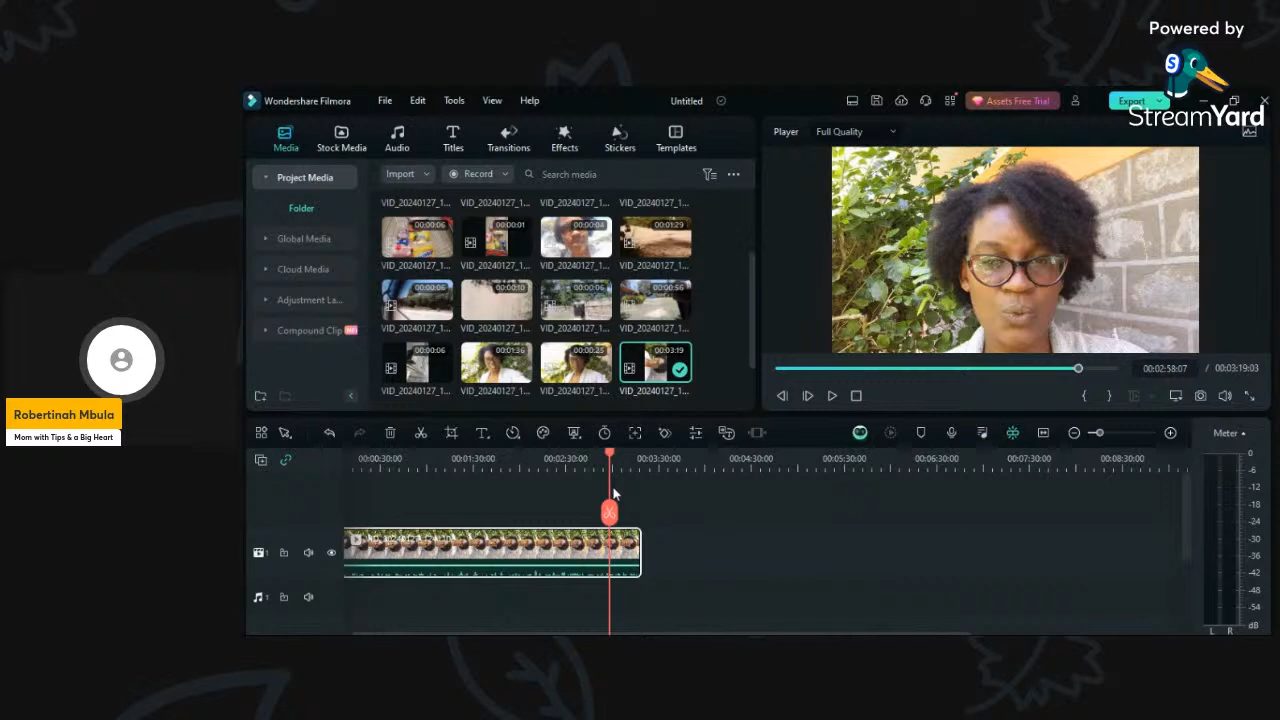 Powered by
StreamYard
Wondershare Filmora
File
Edit
Tools
View
Help
Untitled
Assets Free Trial
Export
Media
Stock Media
Audio
Titles
Transitions
Effects
Stickers
Templates
Player
Full Quality
Project Media
Import
Record
Search media
Folder
Global Media
Cloud Media
Adjustment La...
Compound Clip
VID_20240127_1...
VID_20240127_1...
VID_20240127_1...
VID_20240127_1...
00:00:06
00:00:01
00:00:04
00:01:29
VID_20240127_1...
VID_20240127_1...
VID_20240127_1...
VID_20240127_1...
00:00:06
00:00:10
00:00:06
00:00:56
VID_20240127_1...
VID_20240127_1...
VID_20240127_1...
VID_20240127_1...
00:00:06
00:01:36
00:00:25
00:03:19
VID_20240127_1...
VID_20240127_1...
VID_20240127_1...
VID_20240127_1...
00:02:58:07
/ 00:03:19:03
Meter
00:00:30:00
00:01:30:00
00:02:30:00
00:03:30:00
00:04:30:00
00:05:30:00
00:06:30:00
00:07:30:00
00:08:30:00
0
-6
-12
-18
-24
-30
-36
-42
-48
-54
dB
L R
1
1
Robertinah Mbula
Mom with Tips & a Big Heart